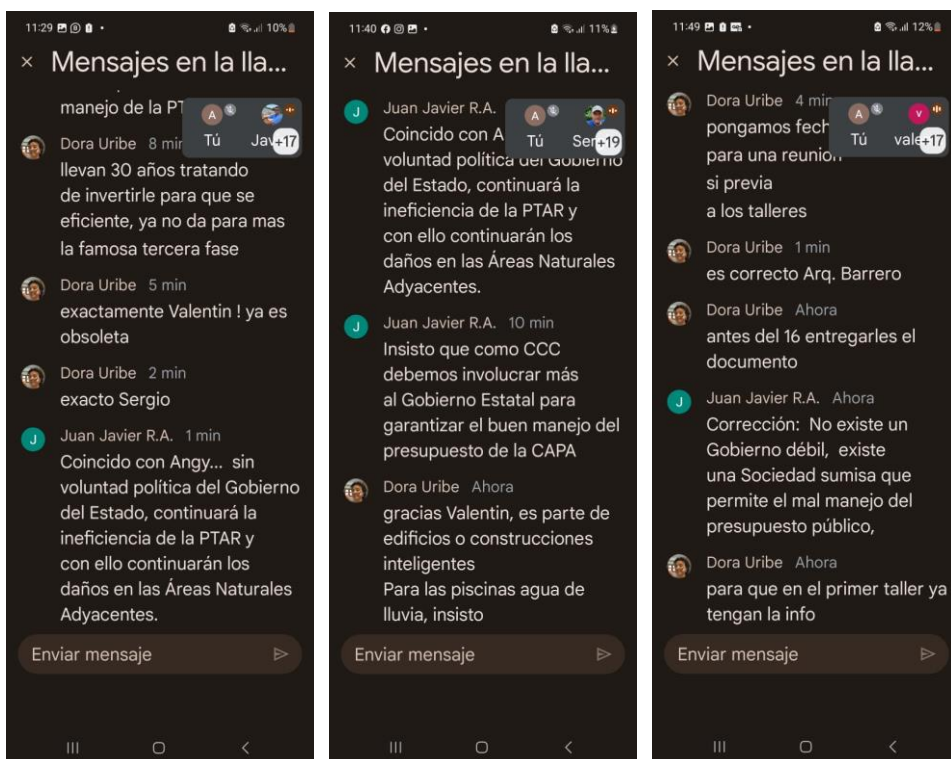 11:29
10%
× Mensajes en la lla...
manejo de la PT
Tú
Jav
+17
Dora Uribe 8 min
llevan 30 años tratando
de invertirle para que se
eficiente, ya no da para mas
la famosa tercera fase
Dora Uribe 5 min
exactamente Valentin ! ya es
obsoleta
Dora Uribe 2 min
exacto Sergio
J
Juan Javier R.A. 1 min
Coincido con Angy... sin
voluntad política del Gobierno
del Estado, continuará la
ineficiencia de la PTAR y
con ello continuarán los
daños en las Áreas Naturales
Adyacentes.
Enviar mensaje
11:40
11%
× Mensajes en la lla...
J
Juan Javier R.A.
A
Tú
Ser
+19
Coincido con A
voluntad política del Gobierno
del Estado, continuará la
ineficiencia de la PTAR y
con ello continuarán los
daños en las Áreas Naturales
Adyacentes.
J
Juan Javier R.A. 10 min
Insisto que como CCC
debemos involucrar más
al Gobierno Estatal para
garantizar el buen manejo del
presupuesto de la CAPA
Dora Uribe Ahora
gracias Valentin, es parte de
edificios o construcciones
inteligentes
Para las piscinas agua de
lluvia, insisto
Enviar mensaje
11:49
12%
× Mensajes en la lla...
Dora Uribe 4 min
A
v
Tú
vale
+17
pongamos fech
para una reunión
si previa
a los talleres
Dora Uribe 1 min
es correcto Arq. Barrero
Dora Uribe Ahora
antes del 16 entregarles el
documento
J
Juan Javier R.A. Ahora
Corrección: No existe un
Gobierno débil, existe
una Sociedad sumisa que
permite el mal manejo del
presupuesto público,
Dora Uribe Ahora
para que en el primer taller ya
tengan la info
Enviar mensaje